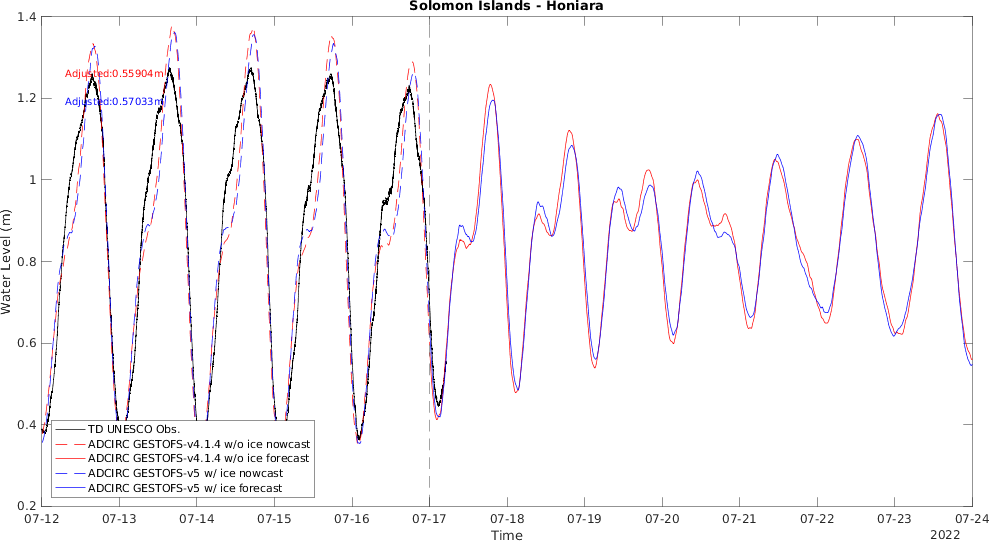 Solomon Islands - Honiara
1.4
1.2
1
0.8
0.6
0.4
0.2
Water Level (m)
Adjusted:0.55904m
Adjusted:0.57033m
TD UNESCO Obs.
ADCIRC GESTOFS-v4.1.4 w/o ice nowcast
ADCIRC GESTOFS-v4.1.4 w/o ice forecast
ADCIRC GESTOFS-v5 w/ ice nowcast
ADCIRC GESTOFS-v5 w/ ice forecast
07-12 07-13 07-14 07-15 07-16 07-17 07-18 07-19 07-20 07-21 07-22 07-23 07-24
Time
2022